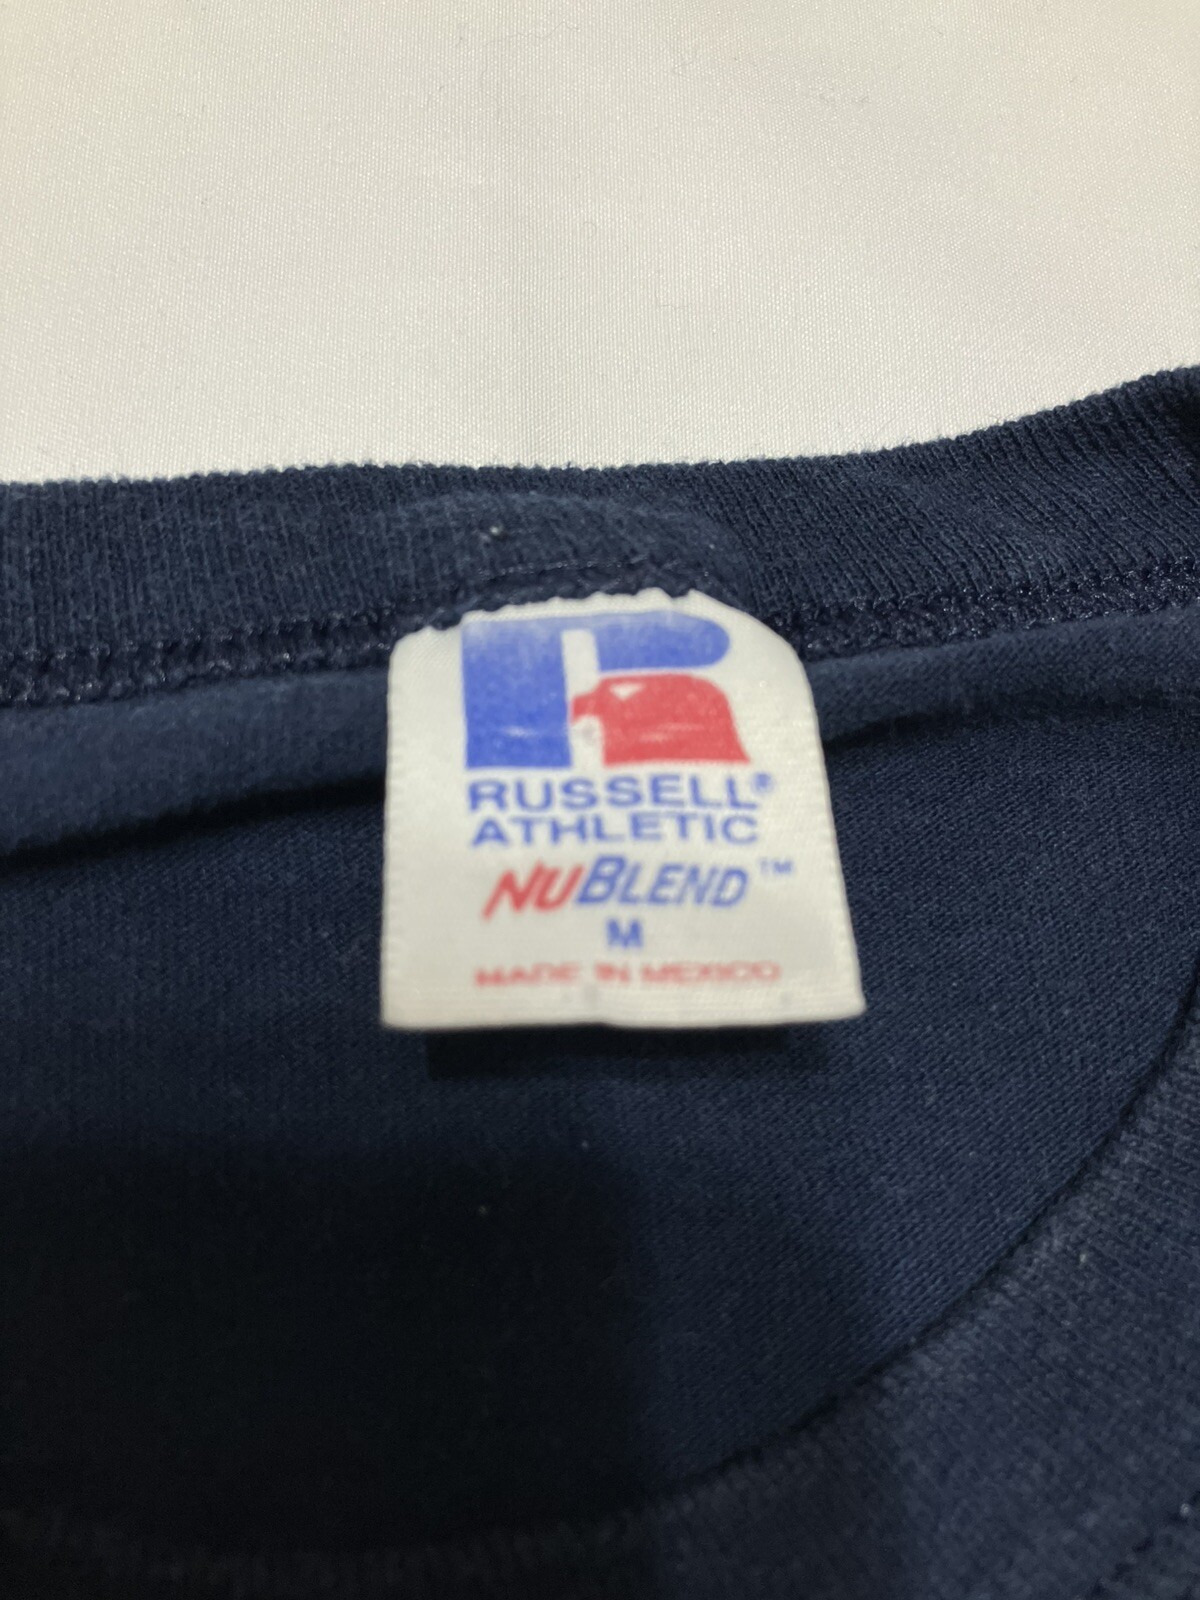 RUSSELL®
ATHLETIC
NUBLEND™
M
MADE IN MEXICO